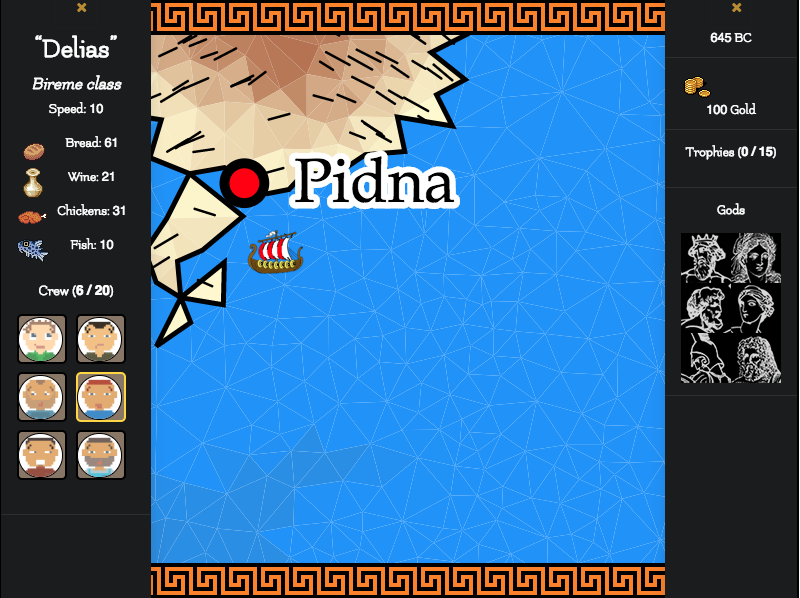 “Delias”
Bireme class
Speed: 10
Bread: 61
Wine: 21
Chickens: 31
Fish: 10
Crew (6 / 20)
Pidna
645 BC
100 Gold
Trophies (0 / 15)
Gods